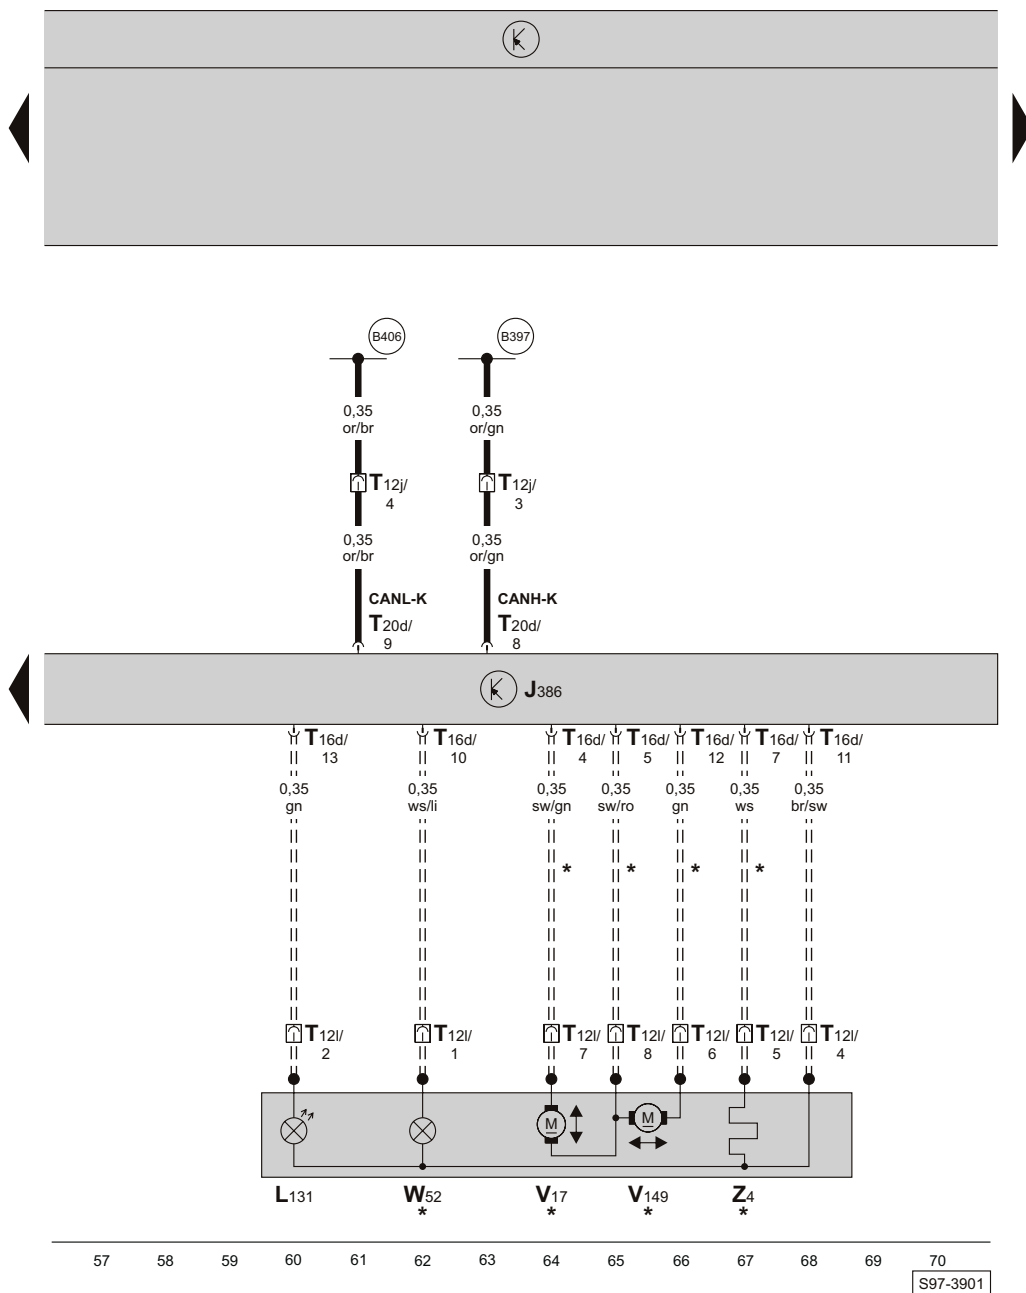 B406 B397
0,35 0,35
or/br or/gn
T12j/ T12j/
4 3
0,35 0,35
or/br or/gn
CANL-K CANH-K
T20d/ T20d/
9 8
J386
T16d/ T16d/ T16d/ T16d/ T16d/ T16d/ T16d/
13 10 4 5 12 7 11
0,35 0,35 0,35 0,35 0,35 0,35 0,35
gn ws/li sw/gn sw/ro gn ws br/sw
* * * *
T12l/ T12l/ T12l/ T12l/ T12l/ T12l/ T12l/
2 1 7 8 6 5 4
M M
L131 W52 V17 V149 Z4
* * * *
57 58 59 60 61 62 63 64 65 66 67 68 69 70
S97-3901